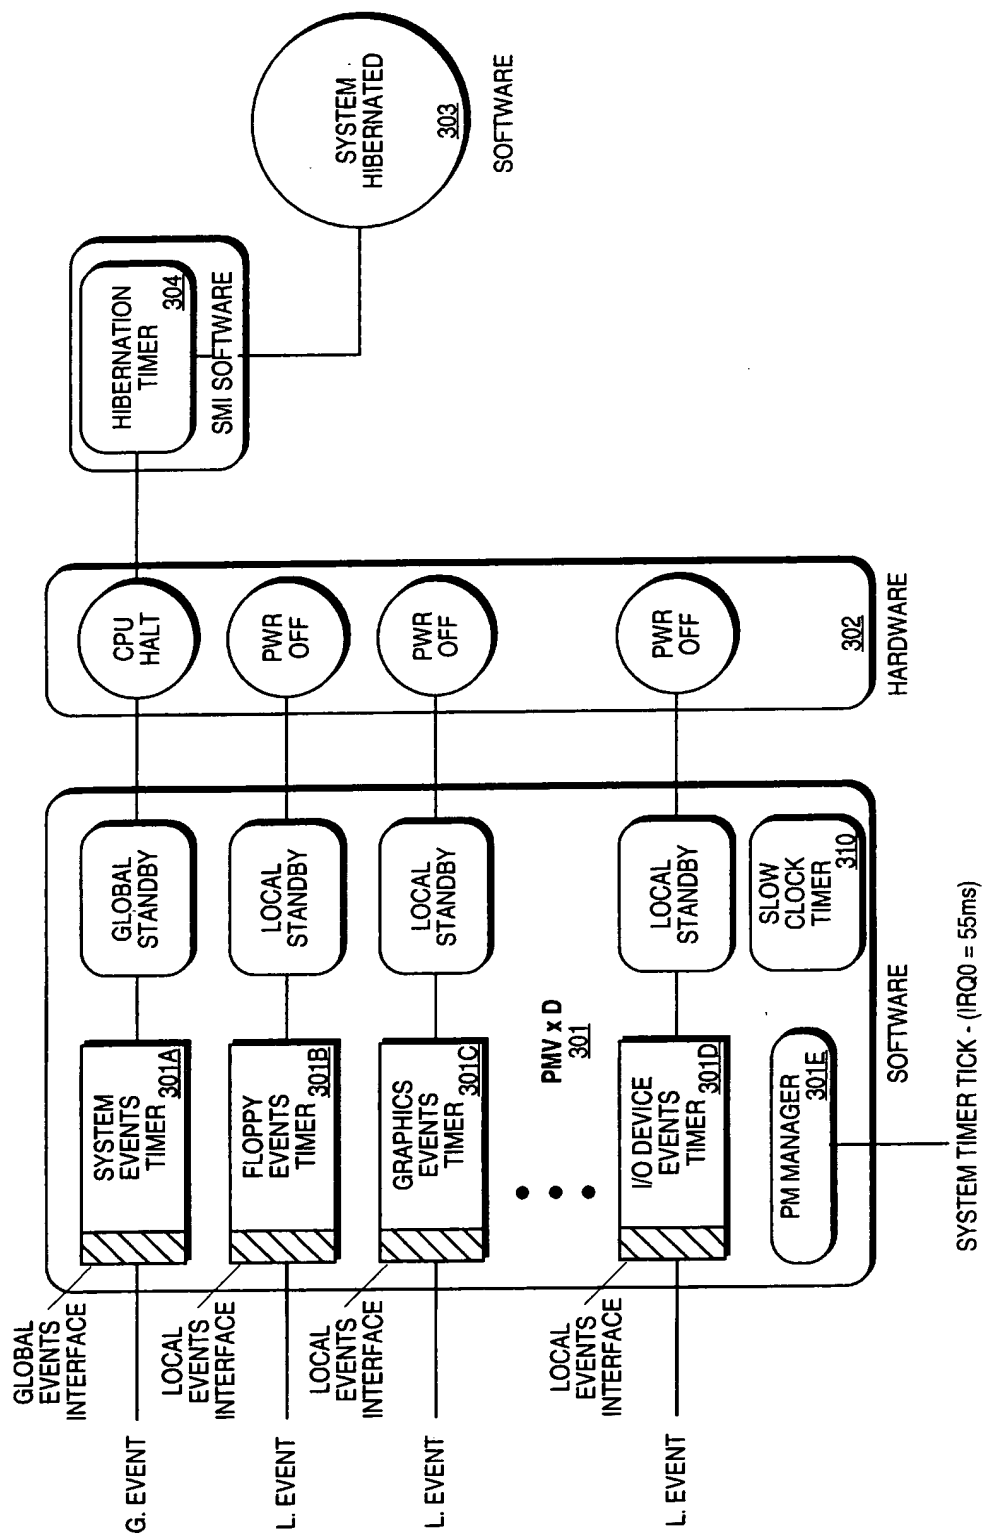 G. EVENT
GLOBAL
EVENTS
INTERFACE
SYSTEM
EVENTS
TIMER
301A
GLOBAL
STANDBY
CPU
HALT
HIBERNATION
TIMER
304
SMI SOFTWARE
SYSTEM
HIBERNATED
303
SOFTWARE
L. EVENT
LOCAL
EVENTS
INTERFACE
FLOPPY
EVENTS
TIMER
301B
LOCAL
STANDBY
PWR
OFF
L. EVENT
LOCAL
EVENTS
INTERFACE
GRAPHICS
EVENTS
TIMER
301C
LOCAL
STANDBY
PWR
OFF
PMV x D
301
L. EVENT
LOCAL
EVENTS
INTERFACE
I/O DEVICE
EVENTS
TIMER
301D
LOCAL
STANDBY
PWR
OFF
PM MANAGER
301E
SLOW
CLOCK
TIMER
310
302
SOFTWARE
HARDWARE
SYSTEM TIMER TICK - (IRQ0 = 55ms)